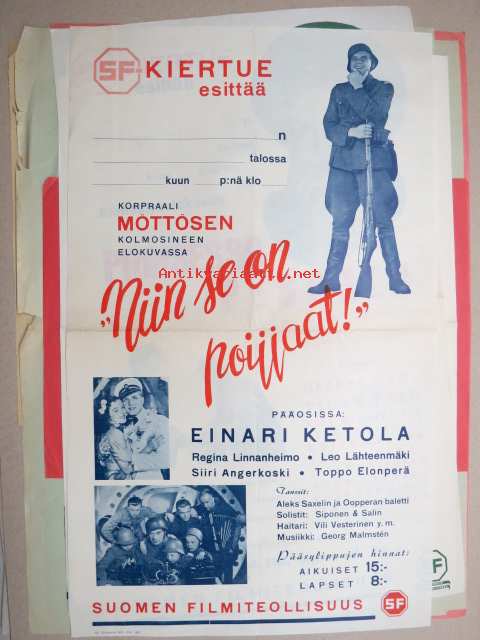 SF-KIERTUE
esittää
n
talossa
kuun p:nä klo
KORPRAALI
MÖTTÖSEN
KOLMOSINEEN
ELOKUVASSA
Antikvariaatti.net
„Niin se on
poijjaat!”
PÄÄOSISSA:
EINARI KETOLA
Regina Linnanheimo • Leo Lähteenmäki
Siiri Angerkoski • Toppo Elonperä
Tanssit:
Aleks Saxelin ja Oopperan baletti
Solistit: Siponen & Salin
Haitari: Vili Vesterinen y. m.
Musiikki: Georg Malmstén
Pääsylippujen hinnat:
AIKUISET 15:-
LAPSET 8:-
SUOMEN FILMITEOLLISUUS SF